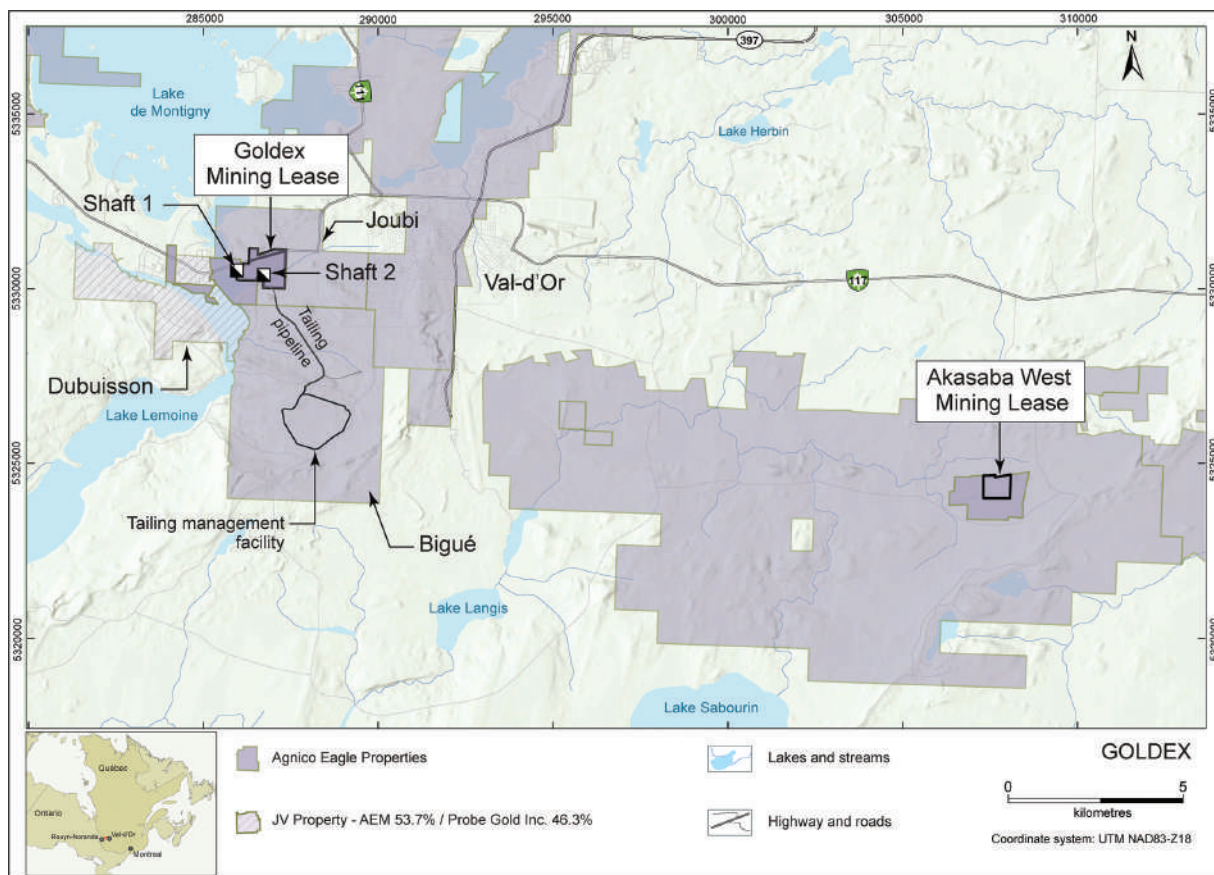 285000
290000
295000
300000
305000
310000
397
Lake
de Montigny
5335000
5335000
Lake Herbin
Goldex
Mining Lease
Shaft 1
Joubi
Shaft 2
Val-d'Or
117
5330000
5330000
Tailing
pipeline
Dubuisson
Akasaba West
Mining Lease
Lake Lemoine
5325000
5325000
Tailing management
facility
Bigué
Lake Langis
5320000
5320000
Lake Sabourin
Québec
Ontario
Rouyn-Noranda
Val-d'Or
Montreal
Agnico Eagle Properties
JV Property - AEM 53.7% / Probe Gold Inc. 46.3%
Lakes and streams
Highway and roads
GOLDEX
0
5
kilometres
Coordinate system: UTM NAD83-Z18